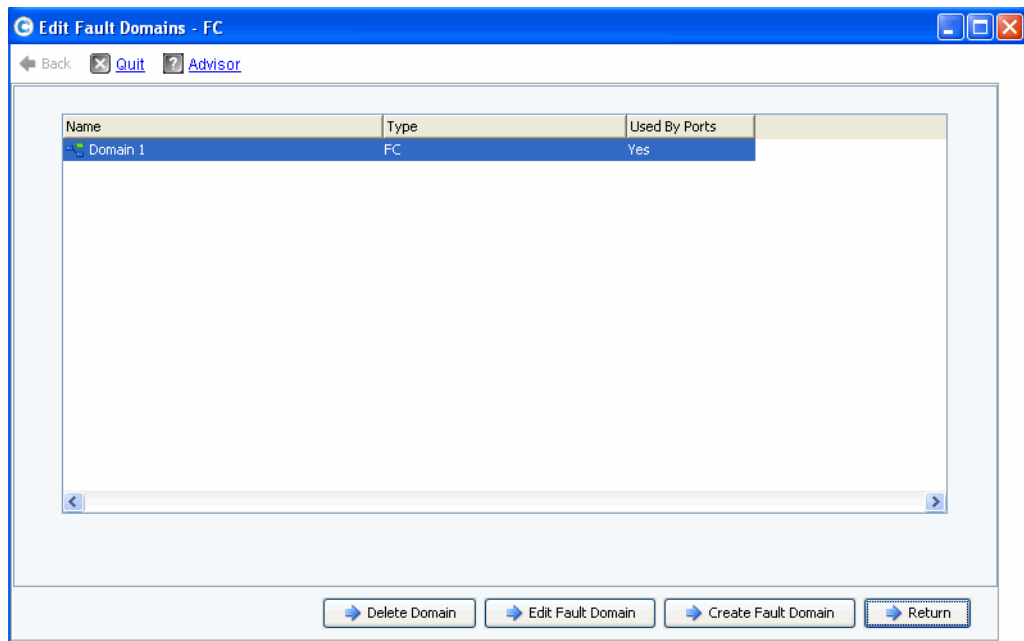 Edit Fault Domains - FC
Back Quit ? Advisor
Name Type Used By Ports
Domain 1 FC Yes
Delete Domain Edit Fault Domain Create Fault Domain Return